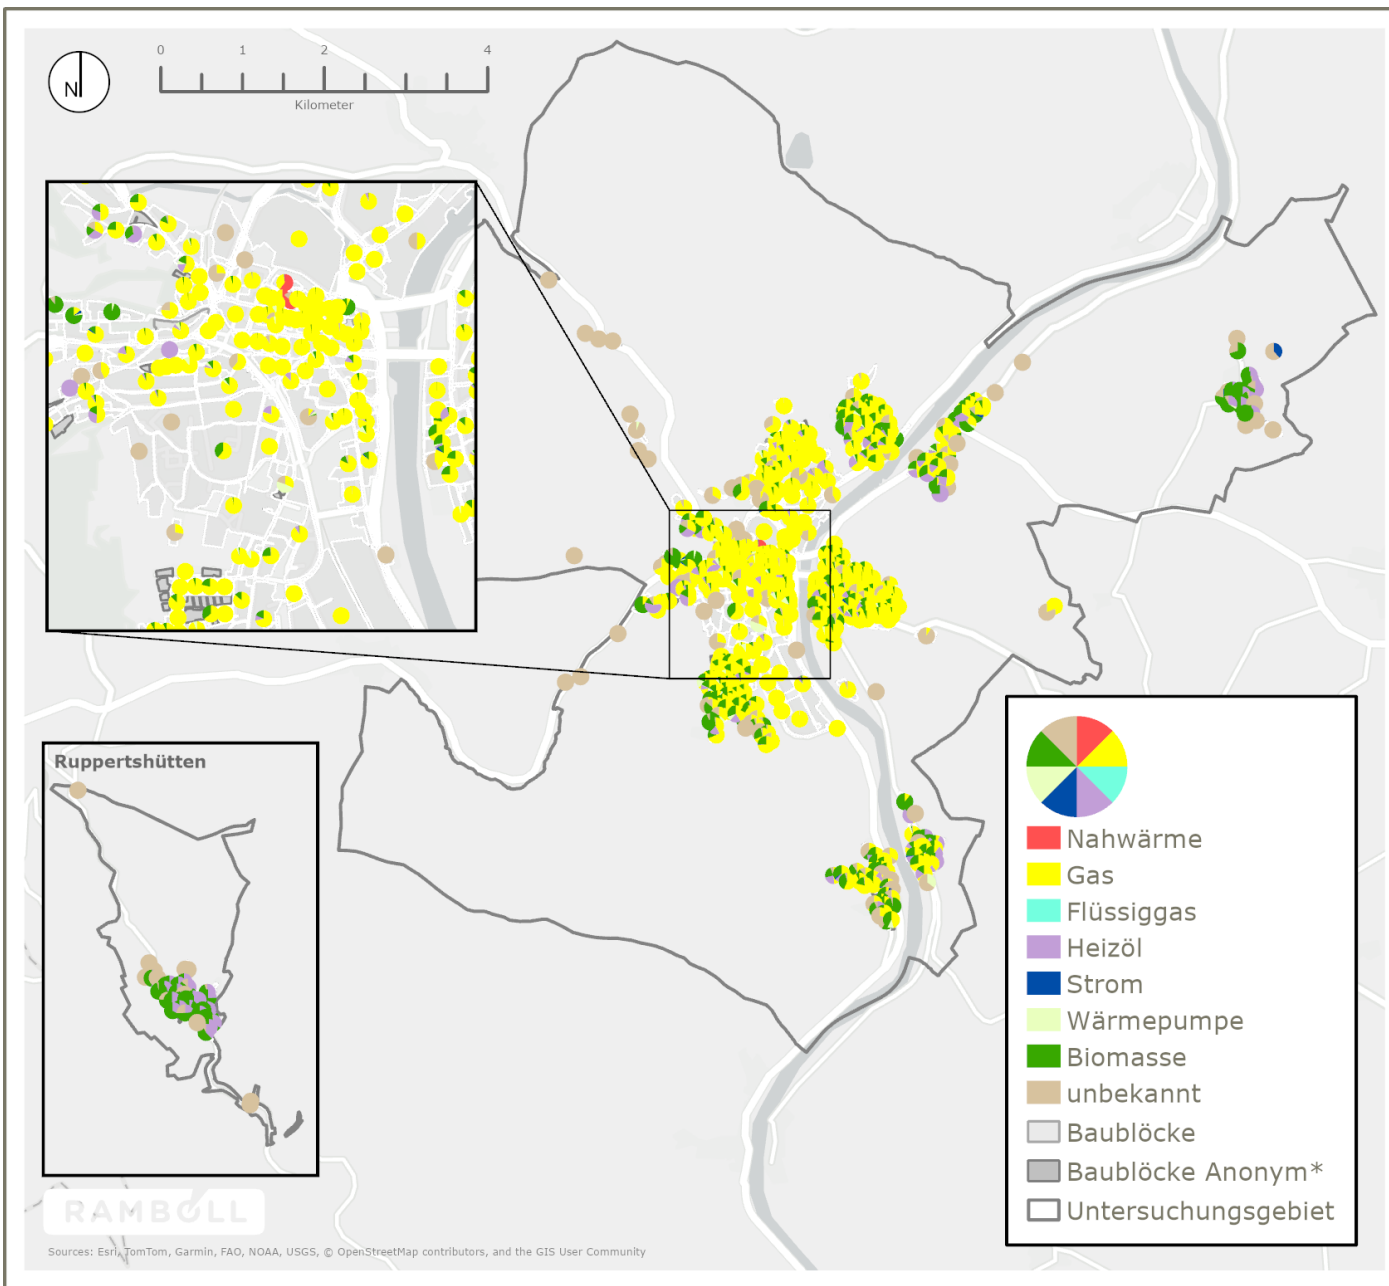 0 1 2 4
Kilometer
N
Ruppertshütten
Nahwärme
Gas
Flüssiggas
Heizöl
Strom
Wärmepumpe
Biomasse
unbekannt
Baublöcke
Baublöcke Anonym*
Untersuchungsgebiet
RAMBOLL
Sources: Esri, TomTom, Garmin, FAO, NOAA, USGS, © OpenStreetMap contributors, and the GIS User Community